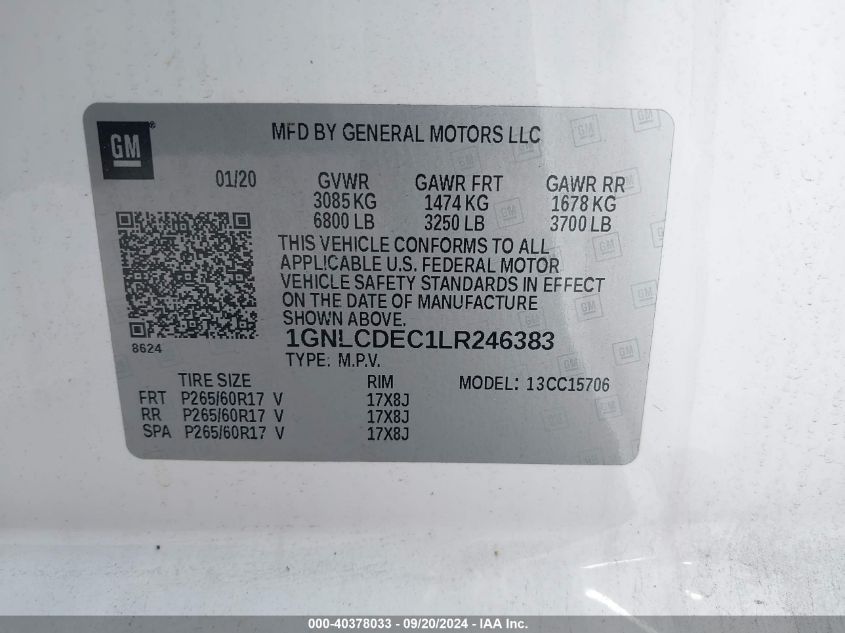 GM
MFD BY GENERAL MOTORS LLC
01/20 GVWR GAWR FRT GAWR RR
3085 KG 1474 KG 1678 KG
6800 LB 3250 LB 3700 LB
THIS VEHICLE CONFORMS TO ALL
APPLICABLE U.S. FEDERAL MOTOR
VEHICLE SAFETY STANDARDS IN EFFECT
ON THE DATE OF MANUFACTURE
SHOWN ABOVE.
1GNLCDEC1LR246383
8624
TYPE: M.P.V.
TIRE SIZE RIM MODEL: 13CC15706
FRT P265/60R17 V 17X8J
RR P265/60R17 V 17X8J
SPA P265/60R17 V 17X8J
000-40378033 - 09/20/2024 - IAA Inc.